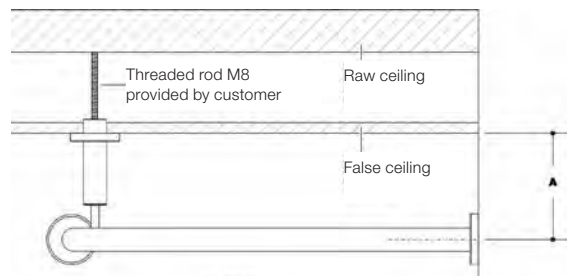 Threaded rod M8
provided by customer
Raw ceiling
False ceiling
A